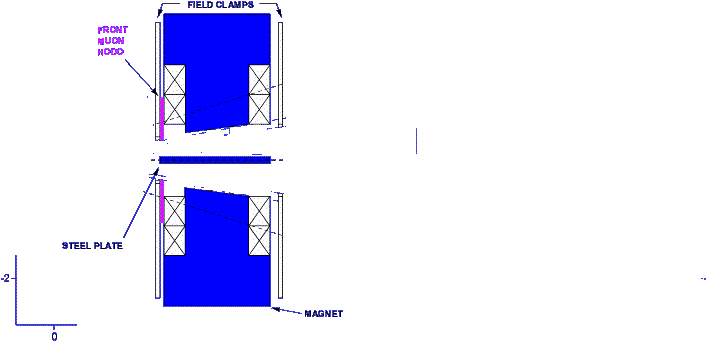 FIELD CLAMPS
FRONT
MUON
HODO
STEEL PLATE
-2
MAGNET
0